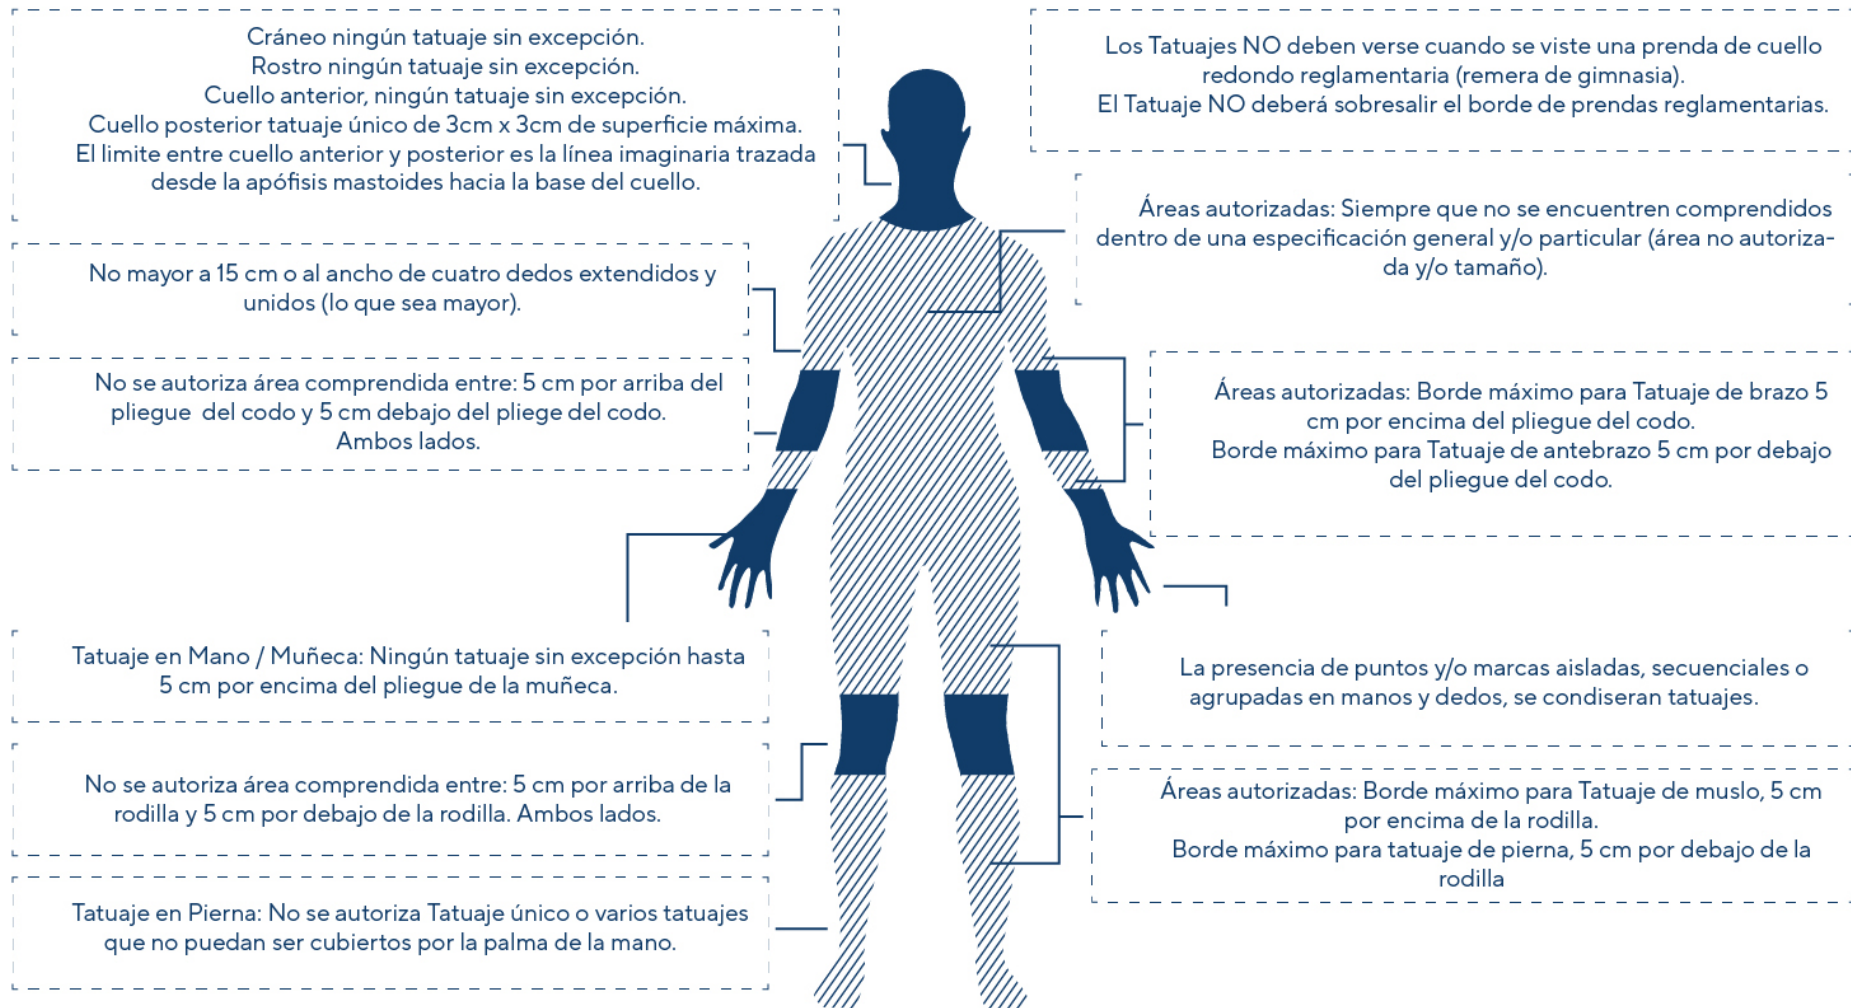 Cráneo ningún tatuaje sin excepción.
Rostro ningún tatuaje sin excepción.
Cuello anterior, ningún tatuaje sin excepción.
Cuello posterior tatuaje único de 3cm x 3cm de superficie máxima.
El limite entre cuello anterior y posterior es la línea imaginaria trazada
desde la apófisis mastoides hacia la base del cuello.
No mayor a 15 cm o al ancho de cuatro dedos extendidos y
unidos (lo que sea mayor).
No se autoriza área comprendida entre: 5 cm por arriba del
pliegue del codo y 5 cm debajo del pliege del codo.
Ambos lados.
Tatuaje en Mano / Muñeca: Ningún tatuaje sin excepción hasta
5 cm por encima del pliegue de la muñeca.
No se autoriza área comprendida entre: 5 cm por arriba de la
rodilla y 5 cm por debajo de la rodilla. Ambos lados.
Tatuaje en Pierna: No se autoriza Tatuaje único o varios tatuajes
que no puedan ser cubiertos por la palma de la mano.
Los Tatuajes NO deben verse cuando se viste una prenda de cuello
redondo reglamentaria (remera de gimnasia).
El Tatuaje NO deberá sobresalir el borde de prendas reglamentarias.
Áreas autorizadas: Siempre que no se encuentren comprendidos
dentro de una especificación general y/o particular (área no autoriza-
da y/o tamaño).
Áreas autorizadas: Borde máximo para Tatuaje de brazo 5
cm por encima del pliegue del codo.
Borde máximo para Tatuaje de antebrazo 5 cm por debajo
del pliegue del codo.
La presencia de puntos y/o marcas aisladas, secuenciales o
agrupadas en manos y dedos, se condiseran tatuajes.
Áreas autorizadas: Borde máximo para Tatuaje de muslo, 5 cm
por encima de la rodilla.
Borde máximo para tatuaje de pierna, 5 cm por debajo de la
rodilla